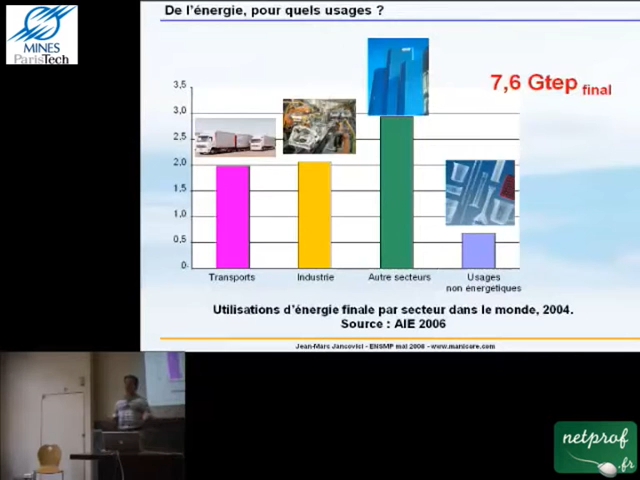 De l'énergie, pour quels usages ?
MINES
ParisTech
7,6 Gtep final
3,5
3,0
2,5
2,0
1,5
1,0
0,5
0
Transports
Industrie
Autre secteurs
Usages
non énergetiques
Utilisations d'énergie finale par secteur dans le monde, 2004.
Source : AIE 2006
Jean-Marc Jancovici - ENSMP mai 2008 - www.manicore.com
netprof
.fr